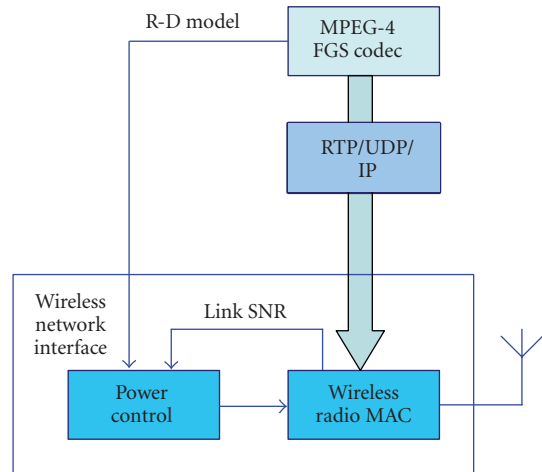 R-D model
MPEG-4
FGS codec
RTP/UDP/
IP
Wireless
network
interface
Link SNR
Power
control
Wireless
radio MAC